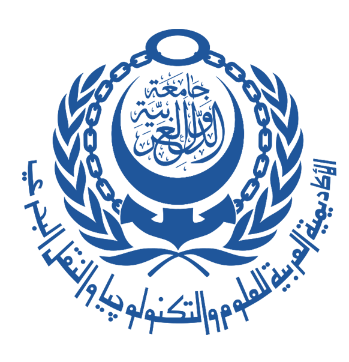 جامعة
الدول العربية
الأكاديمية العربية للعلوم والتكنولوجيا والنقل البحري